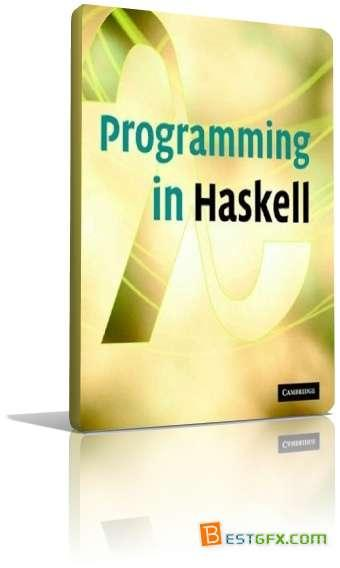 Programming
in Haskell
CAMBRIDGE
BESTGFX.com